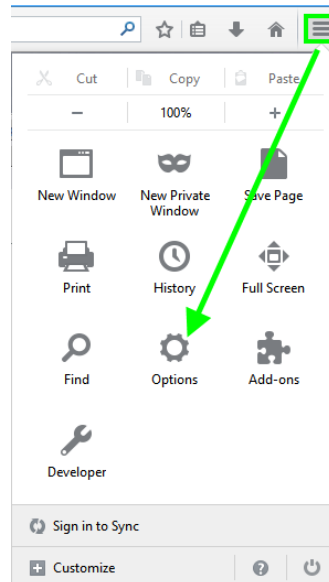 Cut Copy Paste
100%
New Window New Private Save Page
Window
Print History Full Screen
Find Options Add-ons
Developer
Sign in to Sync
Customize